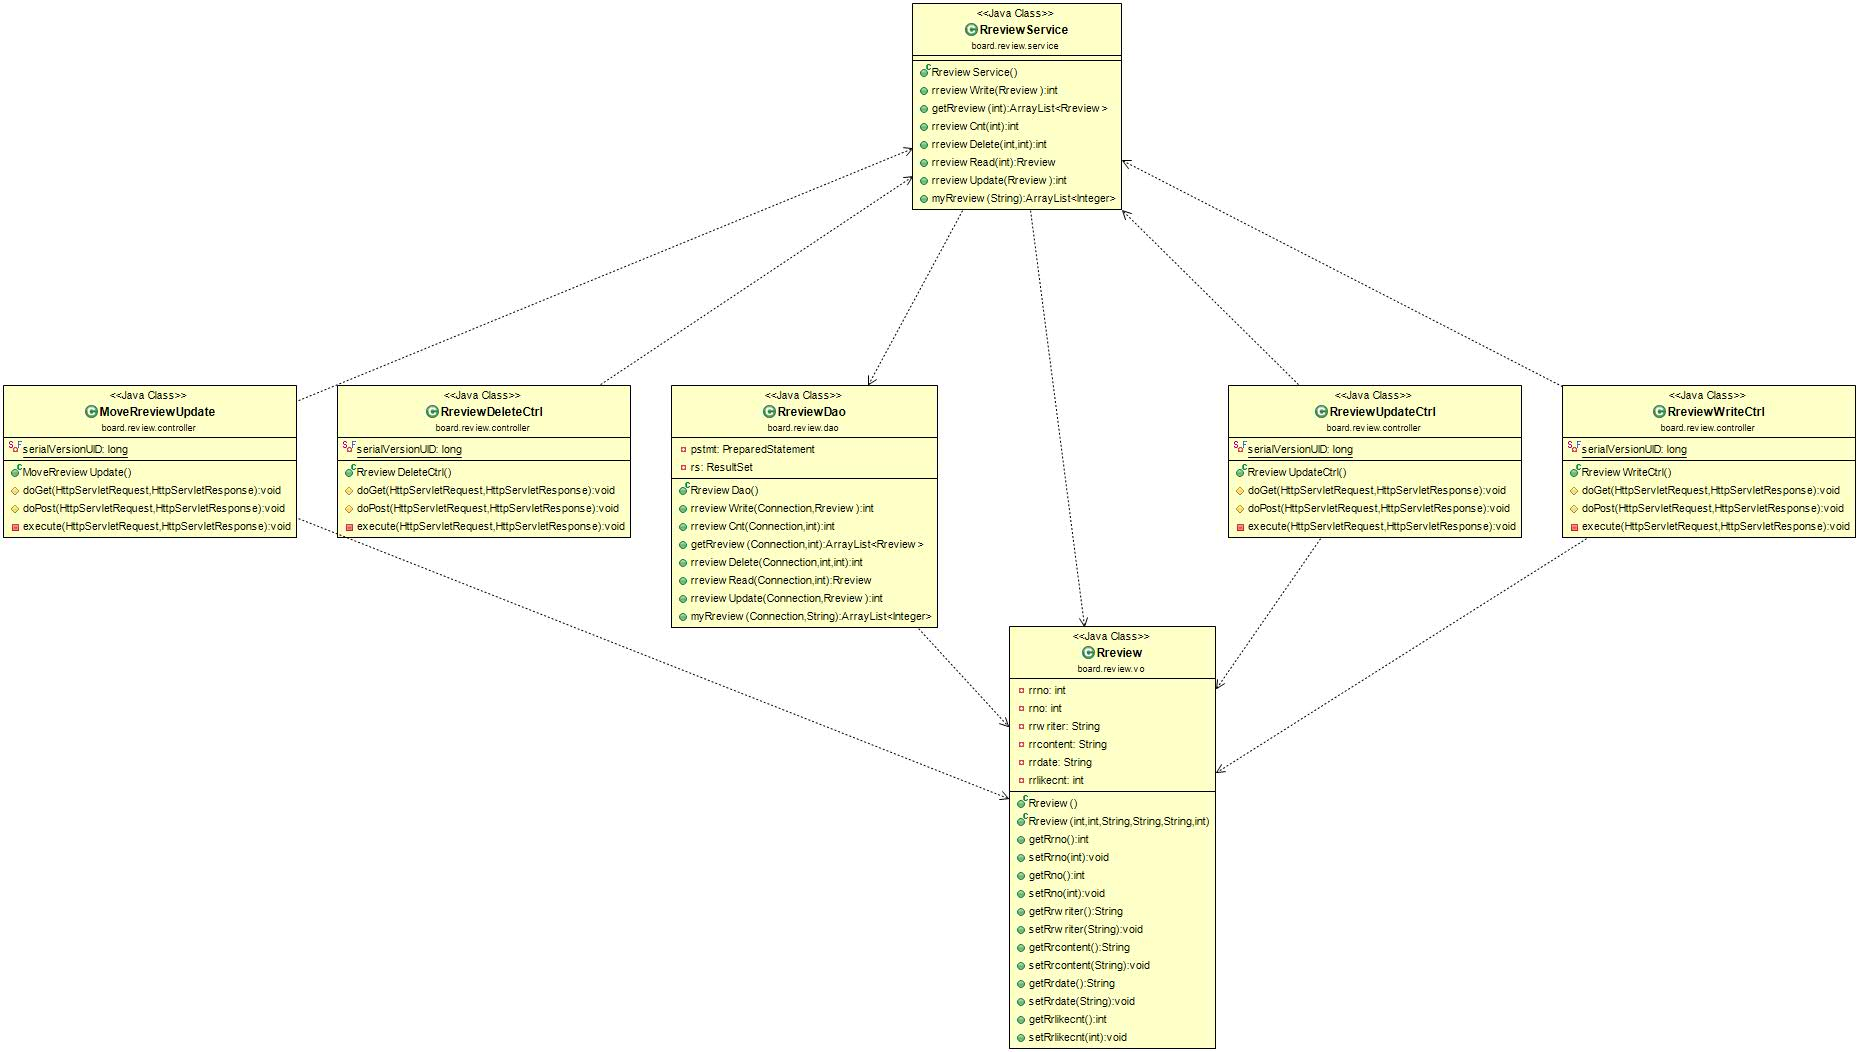 <<Java Class>>
RreviewService
board.review.service
Rreview Service()
rreview Write(Rreview ):int
getRreview (int):ArrayList<Rreview >
rreview Cnt(int):int
rreview Delete(int,int):int
rreview Read(int):Rreview
rreview Update(Rreview ):int
myRreview (String):ArrayList<Integer>
<<Java Class>>
MoveRreviewUpdate
board.review.controller
serialVersionUID: long
MoveRreview Update()
doGet(HttpServletRequest,HttpServletResponse):void
doPost(HttpServletRequest,HttpServletResponse):void
execute(HttpServletRequest,HttpServletResponse):void
<<Java Class>>
RreviewDeleteCtrl
board.review.controller
serialVersionUID: long
Rreview DeleteCtrl()
doGet(HttpServletRequest,HttpServletResponse):void
doPost(HttpServletRequest,HttpServletResponse):void
execute(HttpServletRequest,HttpServletResponse):void
<<Java Class>>
RreviewDao
board.review.dao
pstmt: PreparedStatement
rs: ResultSet
Rreview Dao()
rreview Write(Connection,Rreview ):int
rreview Cnt(Connection,int):int
getRreview (Connection,int):ArrayList<Rreview >
rreview Delete(Connection,int,int):int
rreview Read(Connection,int):Rreview
rreview Update(Connection,Rreview ):int
myRreview (Connection,String):ArrayList<Integer>
<<Java Class>>
RreviewUpdateCtrl
board.review.controller
serialVersionUID: long
Rreview UpdateCtrl()
doGet(HttpServletRequest,HttpServletResponse):void
doPost(HttpServletRequest,HttpServletResponse):void
execute(HttpServletRequest,HttpServletResponse):void
<<Java Class>>
RreviewWriteCtrl
board.review.controller
serialVersionUID: long
Rreview WriteCtrl()
doGet(HttpServletRequest,HttpServletResponse):void
doPost(HttpServletRequest,HttpServletResponse):void
execute(HttpServletRequest,HttpServletResponse):void
<<Java Class>>
Rreview
board.review.vo
rrno: int
rno: int
rrw riter: String
rrcontent: String
rrdate: String
rrlikecnt: int
Rreview ()
Rreview (int,int,String,String,String,int)
getRrno():int
setRrno(int):void
getRno():int
setRno(int):void
getRrw riter():String
setRrw riter(String):void
getRrcontent():String
setRrcontent(String):void
getRrdate():String
setRrdate(String):void
getRrlikecnt():int
setRrlikecnt(int):void